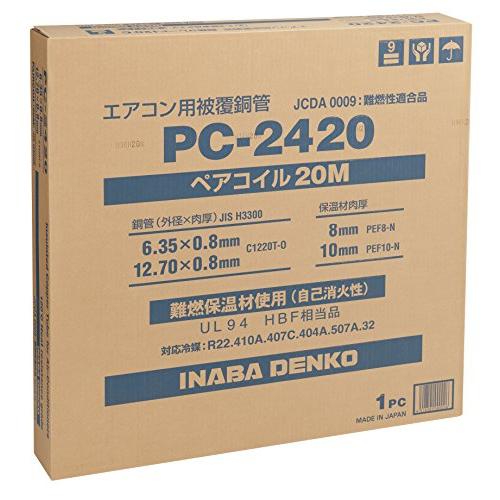 9
エアコン用被覆銅管
JCDA 0009:難燃性適合品
PC-2420
ペアコイル 20M
銅管(外径×肉厚)JIS H3300
保温材肉厚
6.35×0.8mm C1220T-O
8mm PEF8-N
12.70×0.8mm
10mm PEF10-N
難燃保温材使用(自己消火性)
UL94 HBF相当品
対応冷媒:R22.410A.407C.404A.507A.32
INABA DENKO
1PC
MADE IN JAPAN
PC-2420